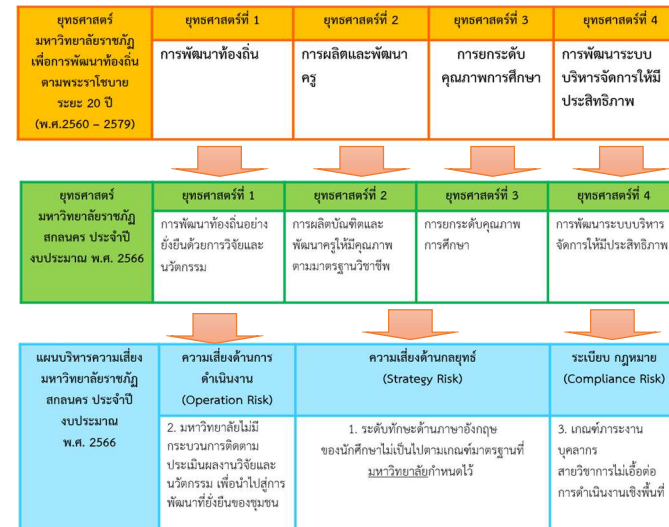 ยุทธศาสตร์
มหาวิทยาลัยราชภัฏ
เพื่อการพัฒนาท้องถิ่น
ตามพระราโชบาย
ระยะ 20 ปี
(พ.ศ.2560 – 2579)
ยุทธศาสตร์ที่ 1
การพัฒนาท้องถิ่น
ยุทธศาสตร์ที่ 2
การผลิตและพัฒนา
ครู
ยุทธศาสตร์ที่ 3
การยกระดับ
คุณภาพการศึกษา
ยุทธศาสตร์ที่ 4
การพัฒนาระบบ
บริหารจัดการให้มี
ประสิทธิภาพ
ยุทธศาสตร์
มหาวิทยาลัยราชภัฏ
สกลนคร ประจำปี
งบประมาณ พ.ศ. 2566
ยุทธศาสตร์ที่ 1
การพัฒนาท้องถิ่นอย่าง
ยั่งยืนด้วยการวิจัยและ
นวัตกรรม
ยุทธศาสตร์ที่ 2
การผลิตบัณฑิตและ
พัฒนาครูให้มีคุณภาพ
ตามมาตรฐานวิชาชีพ
ยุทธศาสตร์ที่ 3
การยกระดับคุณภาพ
การศึกษา
ยุทธศาสตร์ที่ 4
การพัฒนาระบบบริหาร
จัดการให้มีประสิทธิภาพ
แผนบริหารความเสี่ยง
มหาวิทยาลัยราชภัฏ
สกลนคร ประจำปี
งบประมาณ
พ.ศ. 2566
ความเสี่ยงด้านการ
ดำเนินงาน
(Operation Risk)
2. มหาวิทยาลัยไม่มี
กระบวนการติดตาม
ประเมินผลงานวิจัยและ
นวัตกรรม เพื่อนำไปสู่การ
พัฒนาที่ยั่งยืนของชุมชน
ความเสี่ยงด้านกลยุทธ์
(Strategy Risk)
1. ระดับทักษะด้านภาษาอังกฤษ
ของนักศึกษาไม่เป็นไปตามเกณฑ์มาตรฐานที่
มหาวิทยาลัยกำหนดไว้
ระเบียบ กฎหมาย
(Compliance Risk)
3. เกณฑ์ภาระงาน
บุคลากร
สายวิชาการไม่เอื้อต่อ
การดำเนินงานเชิงพื้นที่